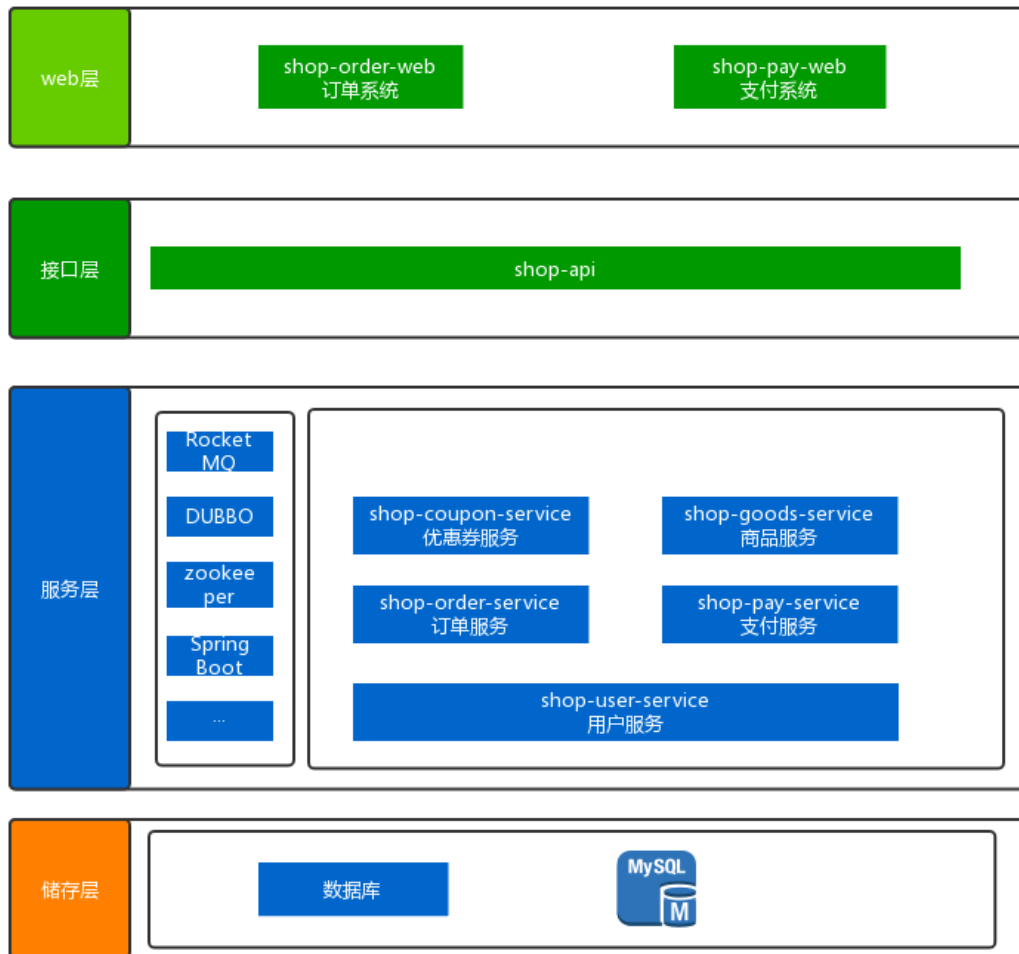 web层
shop-order-web
订单系统
shop-pay-web
支付系统
接口层
shop-api
服务层
Rocket
MQ
DUBBO
zookee
per
Spring
Boot
...
shop-coupon-service
优惠券服务
shop-goods-service
商品服务
shop-order-service
订单服务
shop-pay-service
支付服务
shop-user-service
用户服务
储存层
数据库
MySQL
M